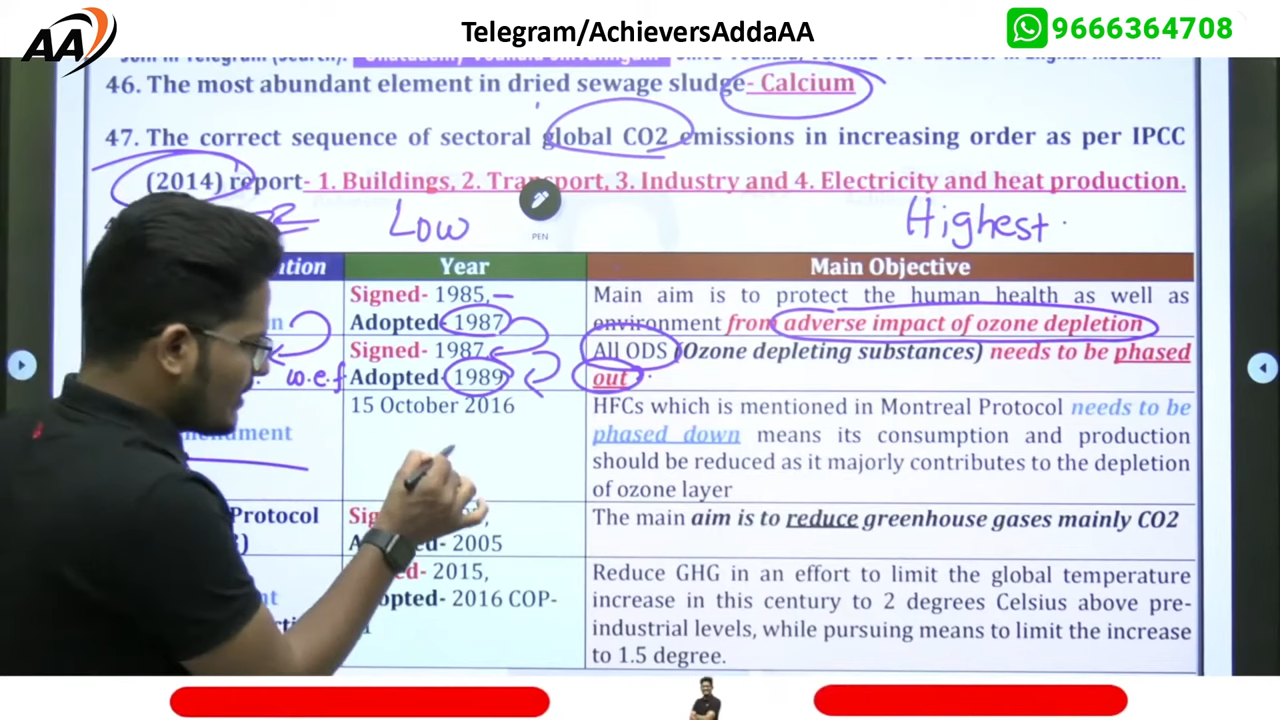 AA
Telegram/AchieversAddaAA
9666364708
46. The most abundant element in dried sewage sludge- Calcium
47. The correct sequence of sectoral global CO2 emissions in increasing order as per IPCC
(2014) report- 1. Buildings, 2. Transport, 3. Industry and 4. Electricity and heat production.
Low
Highest
PEN
Year
Main Objective
Signed- 1985,
Adopted- 1987
Main aim is to protect the human health as well as
environment from adverse impact of ozone depletion
Signed- 1987
w.e.f
Adopted- 1989
All ODS (Ozone depleting substances) needs to be phased
out
15 October 2016
HFCs which is mentioned in Montreal Protocol needs to be
phased down means its consumption and production
should be reduced as it majorly contributes to the depletion
of ozone layer
Protocol
2005
The main aim is to reduce greenhouse gases mainly CO2
2015,
2016 COP-
Reduce GHG in an effort to limit the global temperature
increase in this century to 2 degrees Celsius above pre-
industrial levels, while pursuing means to limit the increase
to 1.5 degree.